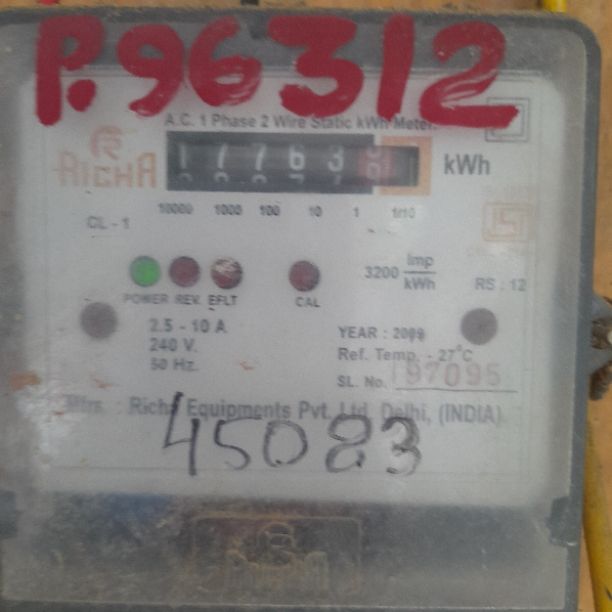 P.96312
A.C. 1 Phase 2 Wire Static kWh Meter.
RICHA
17763 kWh
10000 1000 100 10 1 1/10
CL - 1
3200 Imp/kWh
POWER REV. EFLT CAL
RS : 12
2.5 - 10 A
240 V.
50 Hz.
YEAR : 2009
Ref. Temp. - 27°C
SL. No. 197095
Mfrs. : Richa Equipments Pvt. Ltd. Delhi, (INDIA).
45083